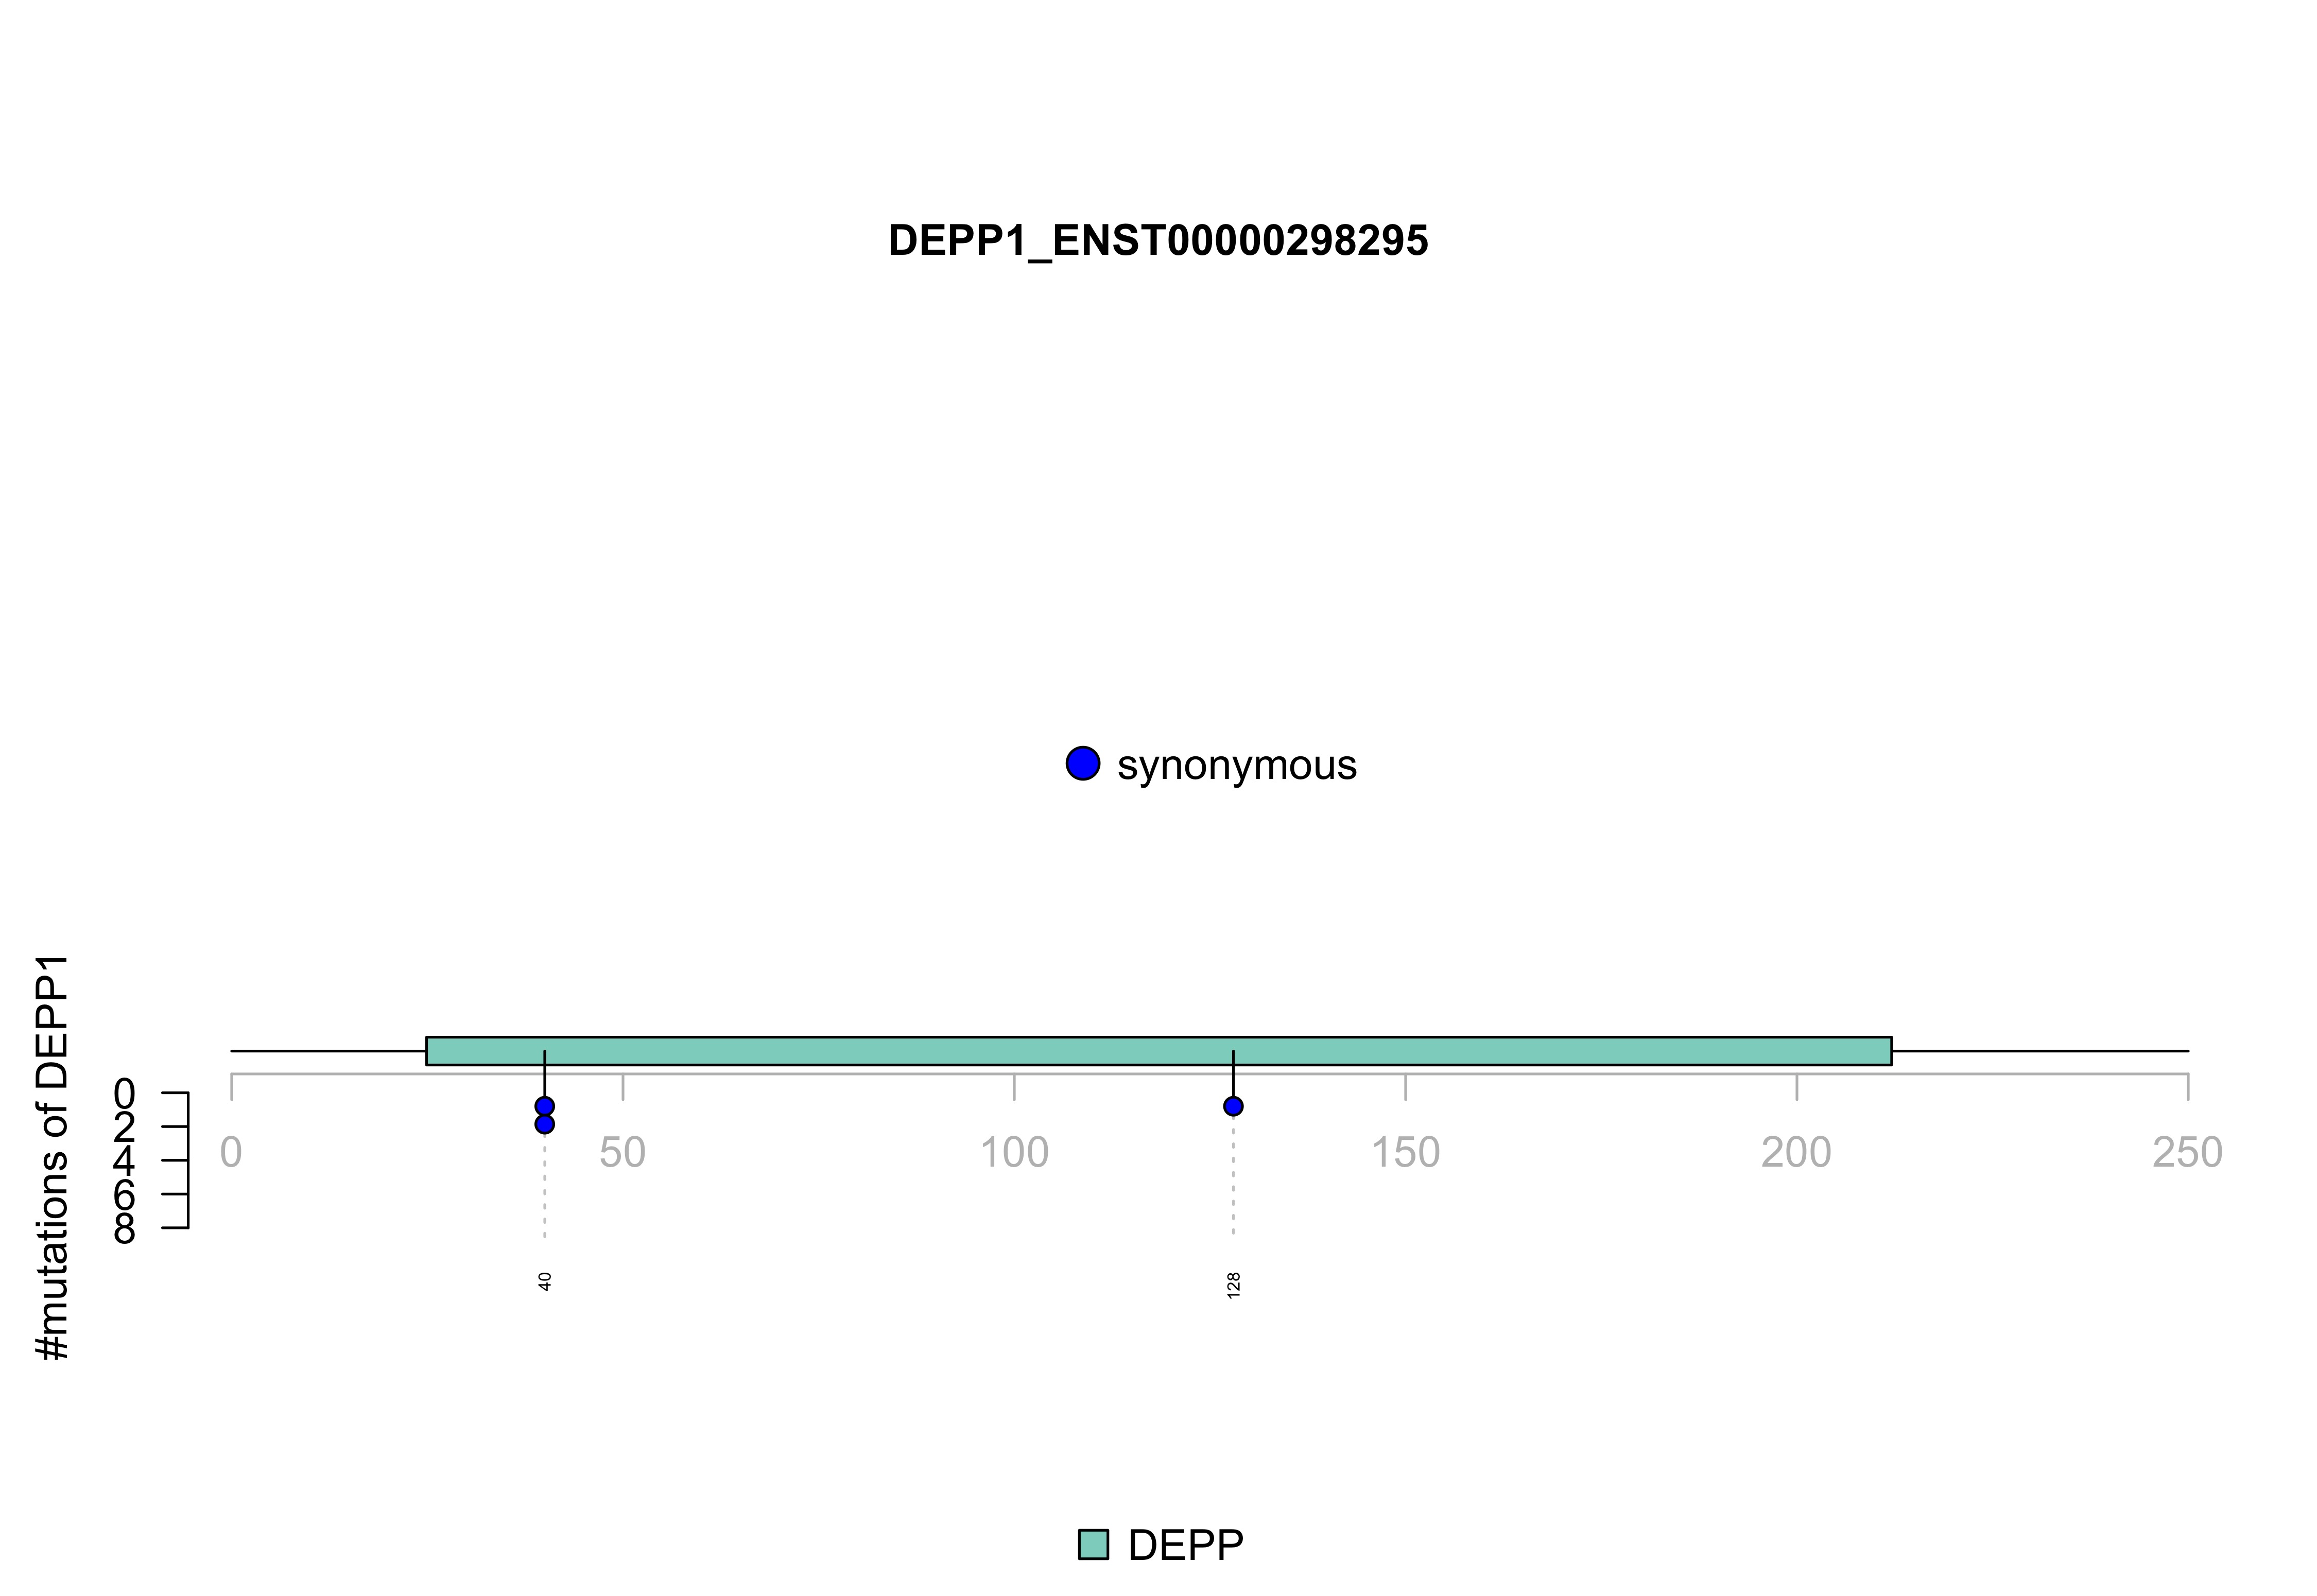 DEPP1_ENST00000298295
synonymous
#mutations of DEPP1
0
2
4
6
8
0 50 100 150 200 250
40 128
DEPP